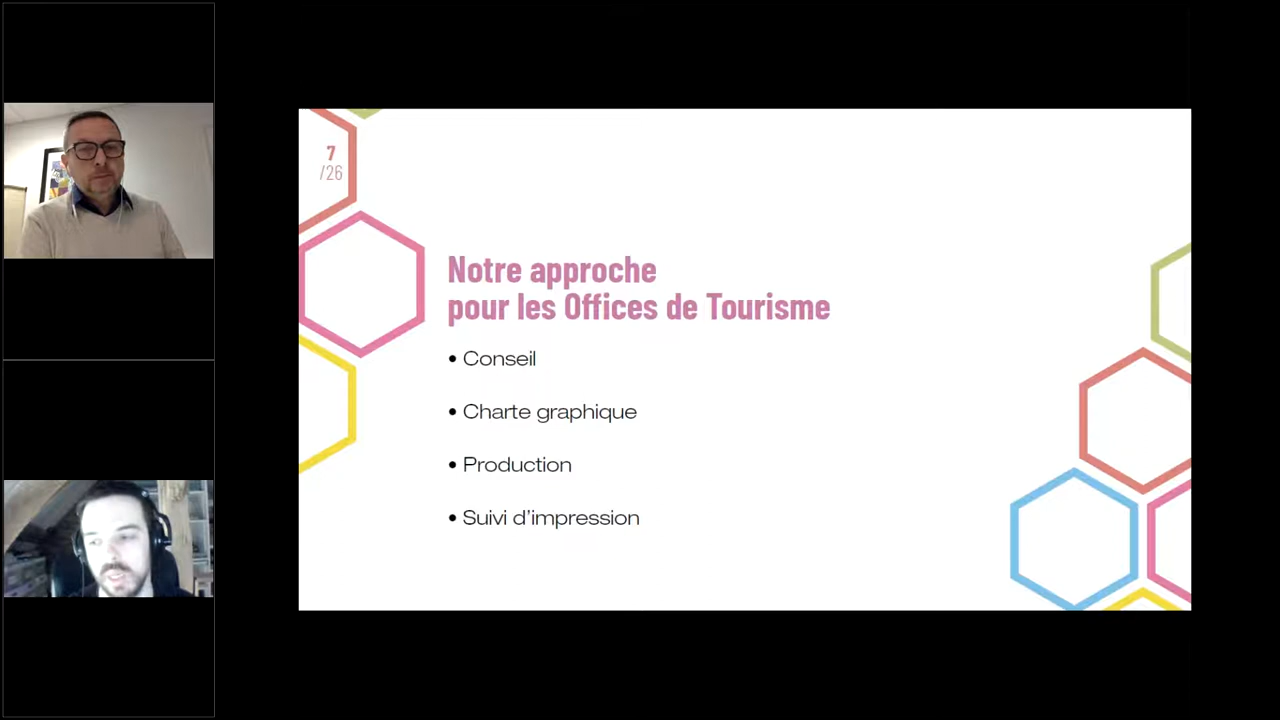 7
/26
Notre approche
pour les Offices de Tourisme
• Conseil
• Charte graphique
• Production
• Suivi d’impression